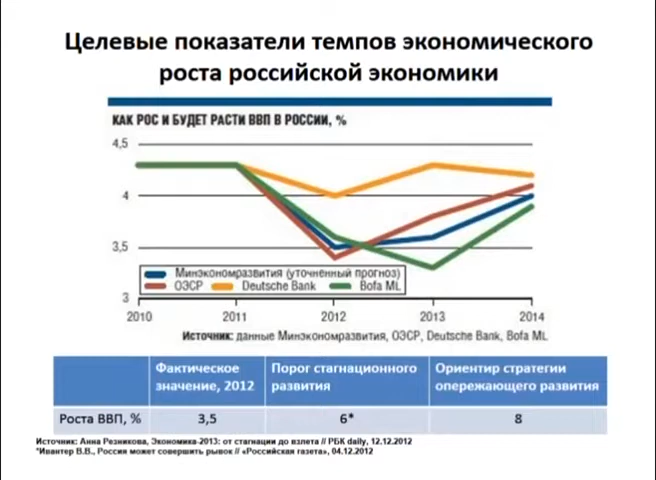 Целевые показатели темпов экономического
роста российской экономики
КАК РОС И БУДЕТ РАСТИ ВВП В РОССИИ, %
4,5
4
3,5
3
Минэкономразвития (уточненный прогноз)
ОЭСР Deutsche Bank Bofa ML
2010 2011 2012 2013 2014
Источник: данные Минэкономразвития, ОЭСР, Deutsche Bank, Bofa ML
Фактическое Порог стагнационного Ориентир стратегии
значение, 2012 развития опережающего развития
Роста ВВП, % 3,5 6* 8
Источник: Анна Резникова, Экономика-2013: от стагнации до взлета // РБК daily, 12.12.2012
*Ивантер В.В., Россия может совершить рывок // «Российская газета», 04.12.2012